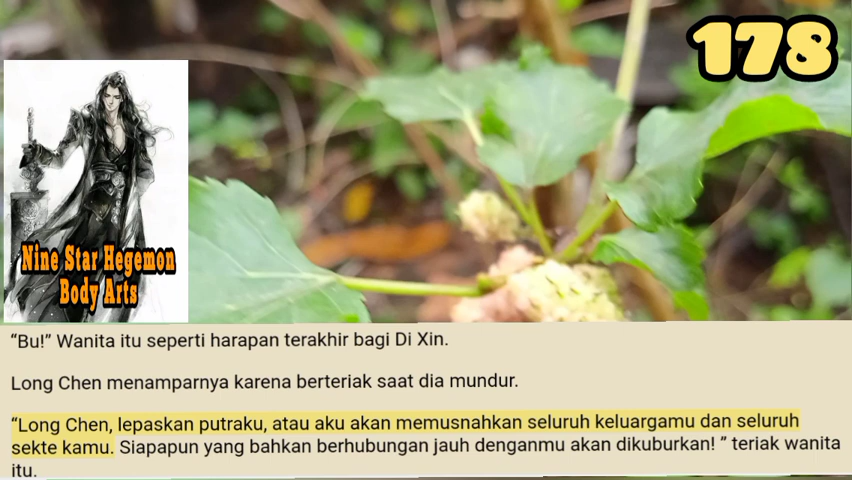 178
Nine Star Hegemon
Body Arts
“Bu!” Wanita itu seperti harapan terakhir bagi Di Xin.
Long Chen menamparnya karena berteriak saat dia mundur.
“Long Chen, lepaskan putraku, atau aku akan memusnahkan seluruh keluargamu dan seluruh
sekte kamu. Siapapun yang bahkan berhubungan jauh denganmu akan dikuburkan! ” teriak wanita
itu.